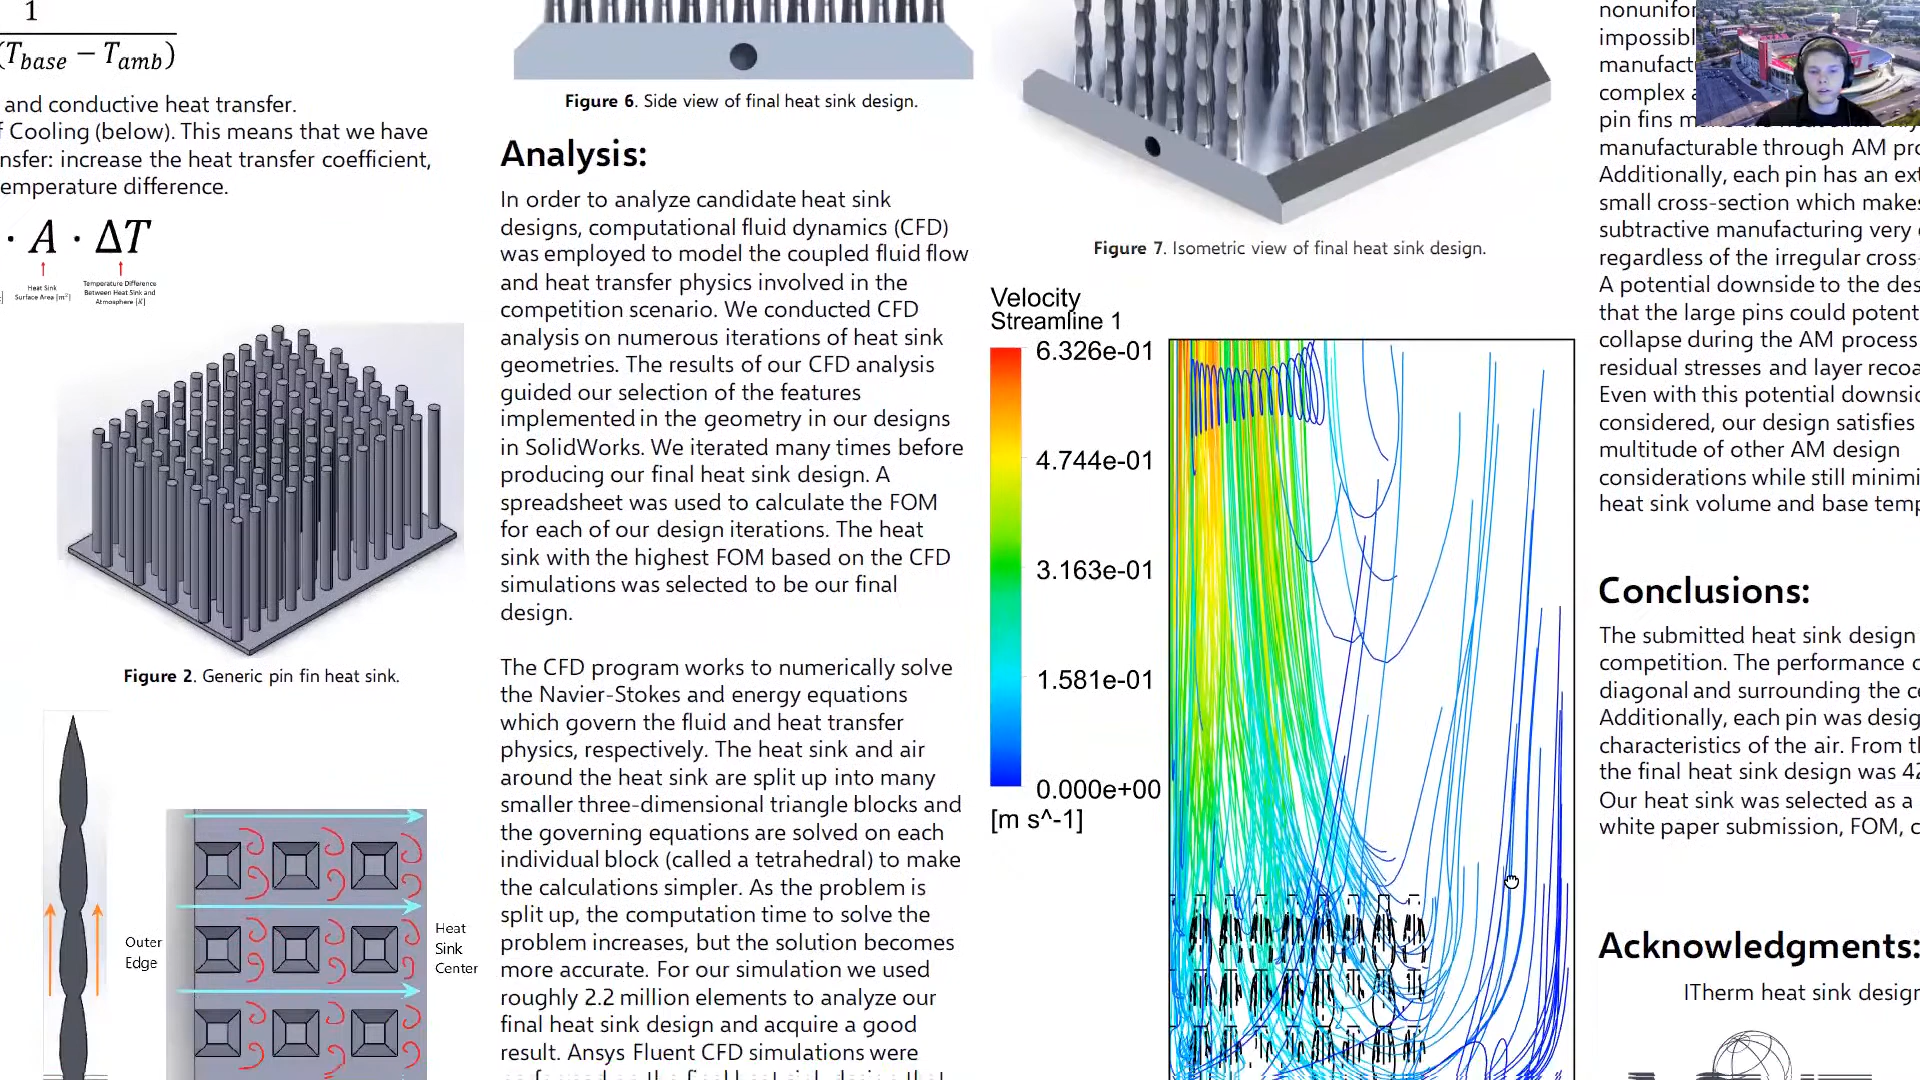 1
(T_base − T_amb)
and conductive heat transfer.
f Cooling (below). This means that we have
nsfer: increase the heat transfer coefficient,
emperature difference.
· A · ΔT
Heat Sink
Surface Area [m²]
Temperature Difference
Between Heat Sink and
Atmosphere [K]
Figure 2. Generic pin fin heat sink.
Outer
Edge
Heat
Sink
Center
Figure 6. Side view of final heat sink design.
Analysis:
In order to analyze candidate heat sink
designs, computational fluid dynamics (CFD)
was employed to model the coupled fluid flow
and heat transfer physics involved in the
competition scenario. We conducted CFD
analysis on numerous iterations of heat sink
geometries. The results of our CFD analysis
guided our selection of the features
implemented in the geometry in our designs
in SolidWorks. We iterated many times before
producing our final heat sink design. A
spreadsheet was used to calculate the FOM
for each of our design iterations. The heat
sink with the highest FOM based on the CFD
simulations was selected to be our final
design.
The CFD program works to numerically solve
the Navier-Stokes and energy equations
which govern the fluid and heat transfer
physics, respectively. The heat sink and air
around the heat sink are split up into many
smaller three-dimensional triangle blocks and
the governing equations are solved on each
individual block (called a tetrahedral) to make
the calculations simpler. As the problem is
split up, the computation time to solve the
problem increases, but the solution becomes
more accurate. For our simulation we used
roughly 2.2 million elements to analyze our
final heat sink design and acquire a good
result. Ansys Fluent CFD simulations were
Figure 7. Isometric view of final heat sink design.
Velocity
Streamline 1
6.326e-01
4.744e-01
3.163e-01
1.581e-01
0.000e+00
[m s^-1]
nonunifor
impossibl
manufact
complex a
pin fins
manufacturable through AM pro
Additionally, each pin has an ext
small cross-section which makes
subtractive manufacturing very
regardless of the irregular cross-
A potential downside to the des
that the large pins could potent
collapse during the AM process
residual stresses and layer recoa
Even with this potential downsid
considered, our design satisfies
multitude of other AM design
considerations while still minimi
heat sink volume and base temp
Conclusions:
The submitted heat sink design
competition. The performance
diagonal and surrounding the ce
Additionally, each pin was desig
characteristics of the air. From th
the final heat sink design was 42
Our heat sink was selected as a
white paper submission, FOM,
Acknowledgments:
ITherm heat sink design